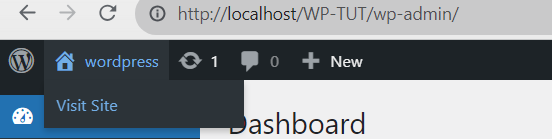 http://localhost/WP-TUT/wp-admin/
wordpress 1 0 New
Visit Site
Dashboard